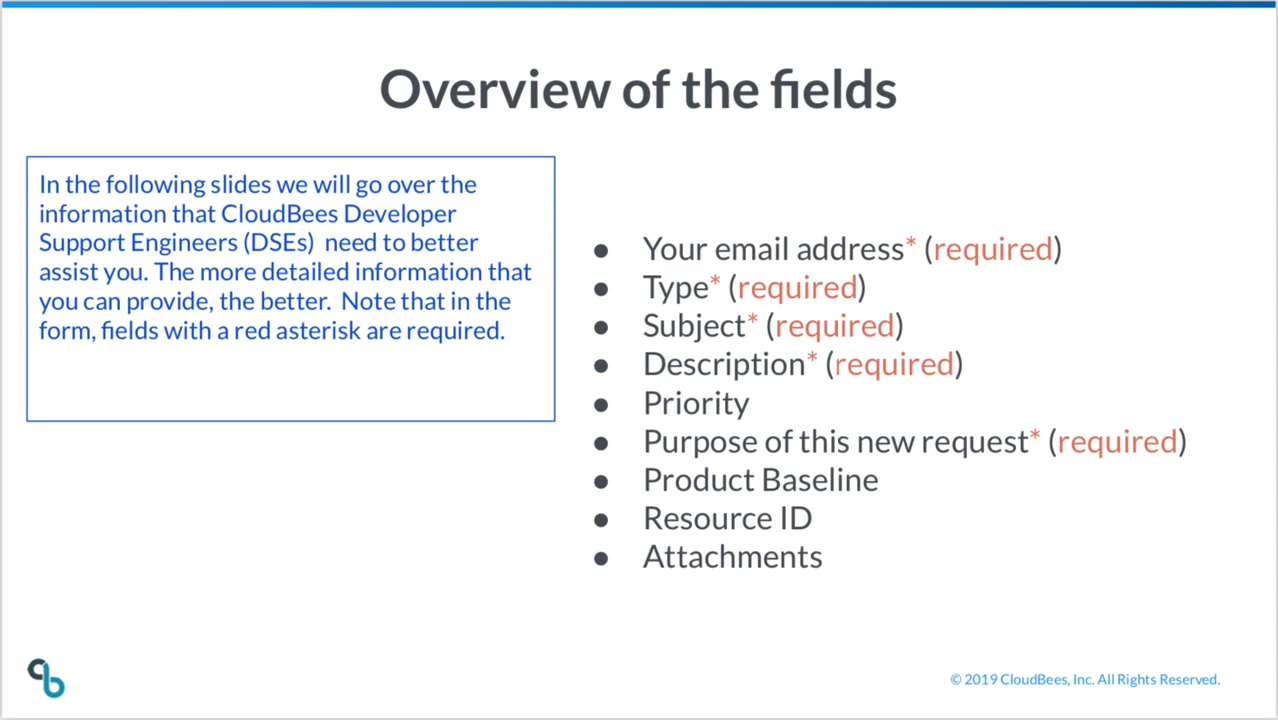 Overview of the fields
In the following slides we will go over the
information that CloudBees Developer
Support Engineers (DSEs)  need to better
assist you. The more detailed information that
you can provide, the better.  Note that in the
form, fields with a red asterisk are required.
● Your email address* (required)
● Type* (required)
● Subject* (required)
● Description* (required)
● Priority
● Purpose of this new request* (required)
● Product Baseline
● Resource ID
● Attachments
© 2019 CloudBees, Inc. All Rights Reserved.